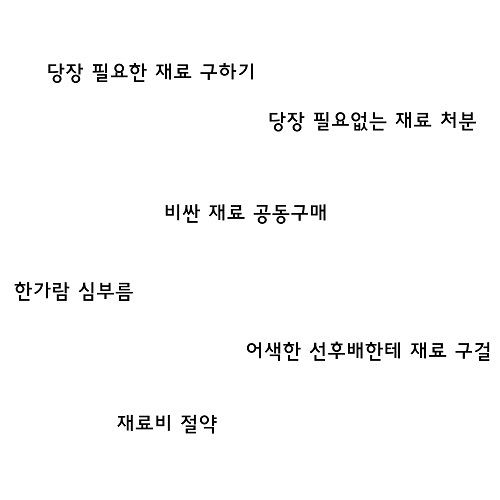 당장 필요한 재료 구하기
당장 필요없는 재료 처분
비싼 재료 공동구매
한가람 심부름
어색한 선후배한테 재료 구걸
재료비 절약